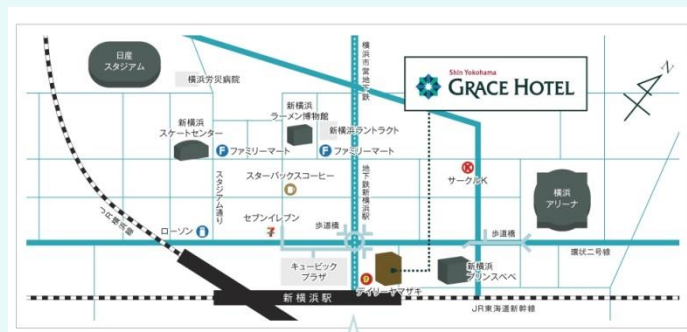 日産
スタジアム
横浜労災病院
横浜市営地下鉄
Shin Yokohama
GRACE HOTEL
N
新横浜
ラーメン博物館
新横浜
スケートセンター
新横浜ラントラクト
ファミリーマート
ファミリーマート
サークルK
スターバックスコーヒー
スタジアム通り
地下鉄新横浜駅
横浜
アリーナ
セブンイレブン
ローソン
歩道橋
歩道橋
環状二号線
キュービック
プラザ
新横浜
プリンスペペ
デイリーヤマザキ
新横浜駅
JR東海道新幹線